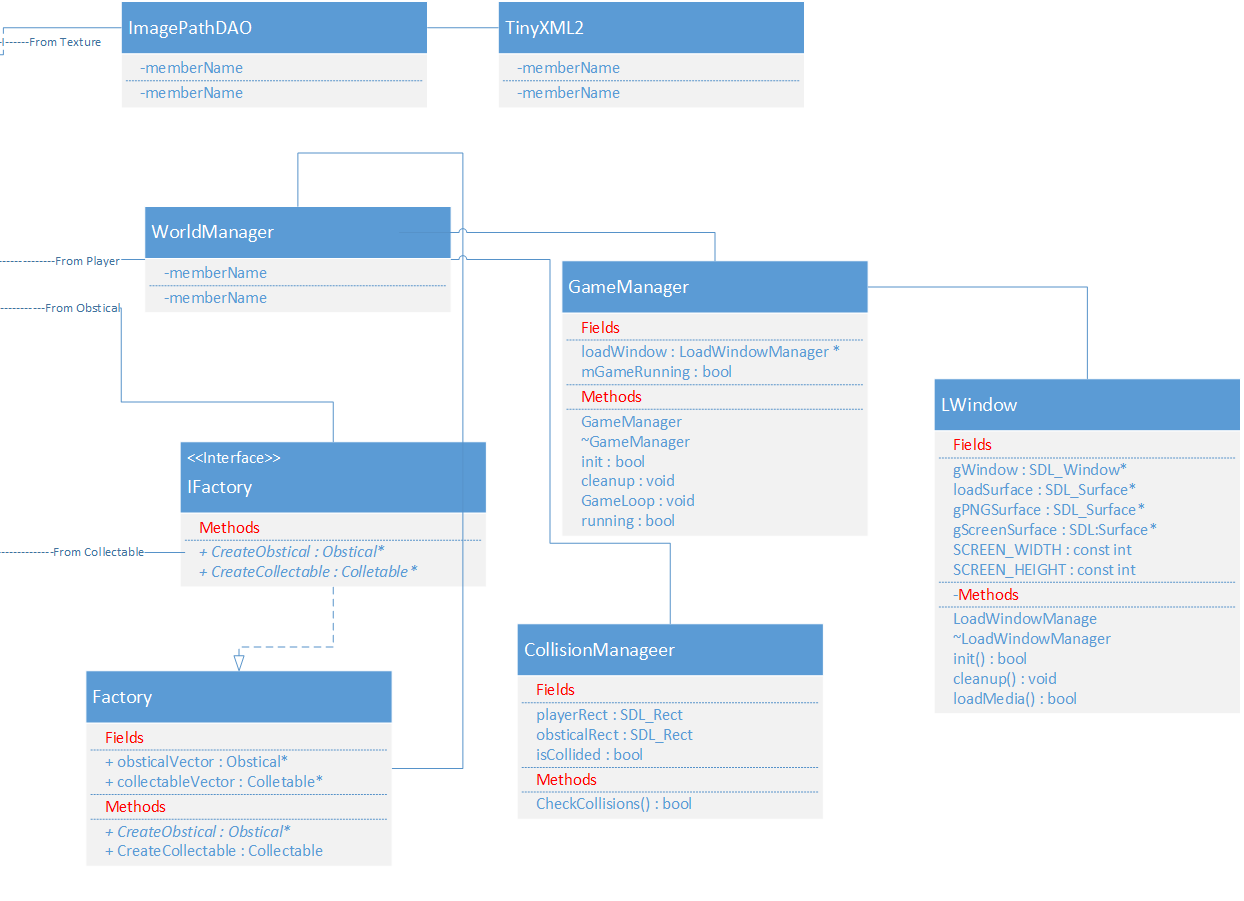 ImagePathDAO
-memberName
-memberName
TinyXML2
-memberName
-memberName
From Texture
WorldManager
-memberName
-memberName
From Player
From Obstical
GameManager
Fields
loadWindow : LoadWindowManager *
mGameRunning : bool
Methods
GameManager
~GameManager
init : bool
cleanup : void
GameLoop : void
running : bool
LWindow
Fields
gWindow : SDL_Window*
loadSurface : SDL_Surface*
gPNGSurface : SDL_Surface*
gScreenSurface : SDL:Surface*
SCREEN_WIDTH : const int
SCREEN_HEIGHT : const int
-Methods
LoadWindowManage
~LoadWindowManager
init() : bool
cleanup() : void
loadMedia() : bool
<<Interface>>
IFactory
Methods
+ CreateObstical : Obstical*
+ CreateCollectable : Colletable*
From Collectable
CollisionManageer
Fields
playerRect : SDL_Rect
obsticalRect : SDL_Rect
isCollided : bool
Methods
CheckCollisions() : bool
Factory
Fields
+ obsticalVector : Obstical*
+ collectableVector : Colletable*
Methods
+ CreateObstical : Obstical*
+ CreateCollectable : Collectable